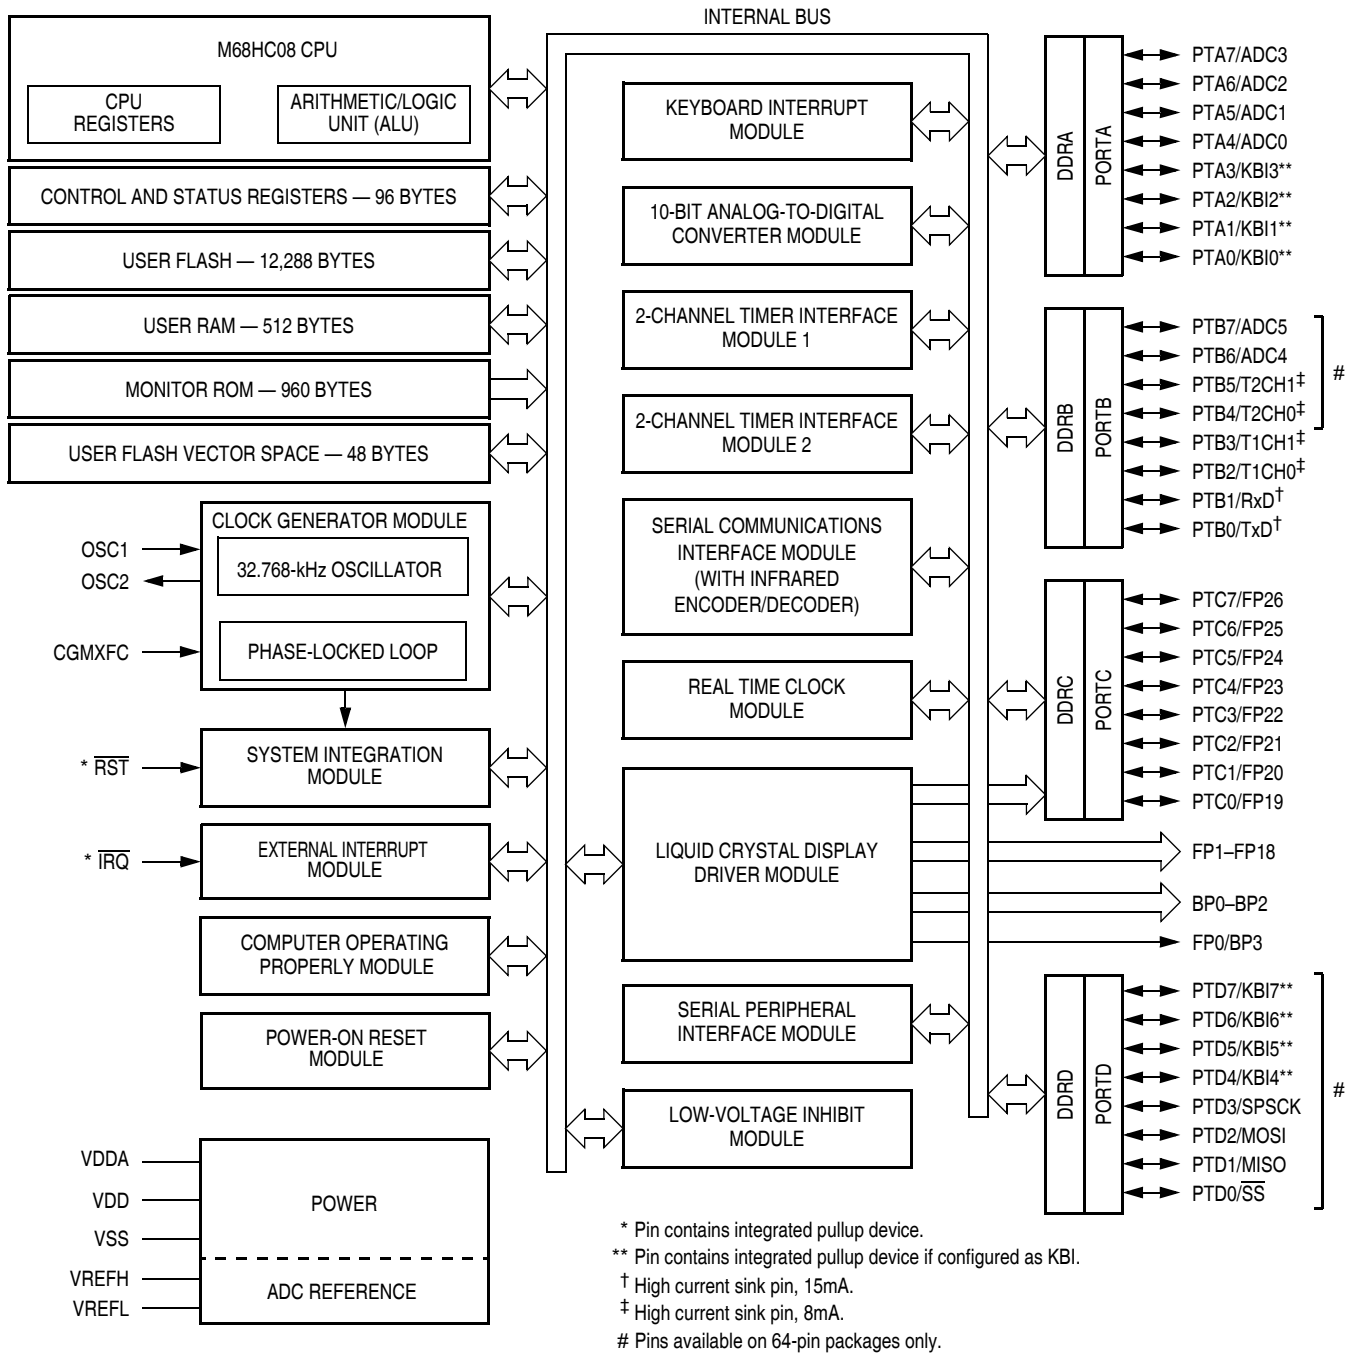 INTERNAL BUS
M68HC08 CPU
CPU
REGISTERS
ARITHMETIC/LOGIC
UNIT (ALU)
CONTROL AND STATUS REGISTERS — 96 BYTES
USER FLASH — 12,288 BYTES
USER RAM — 512 BYTES
MONITOR ROM — 960 BYTES
USER FLASH VECTOR SPACE — 48 BYTES
CLOCK GENERATOR MODULE
32.768-kHz OSCILLATOR
PHASE-LOCKED LOOP
OSC1
OSC2
CGMXFC
SYSTEM INTEGRATION
MODULE
* RST
EXTERNAL INTERRUPT
MODULE
* IRQ
COMPUTER OPERATING
PROPERLY MODULE
POWER-ON RESET
MODULE
VDDA
VDD
VSS
VREFH
VREFL
POWER
ADC REFERENCE
KEYBOARD INTERRUPT
MODULE
10-BIT ANALOG-TO-DIGITAL
CONVERTER MODULE
2-CHANNEL TIMER INTERFACE
MODULE 1
2-CHANNEL TIMER INTERFACE
MODULE 2
SERIAL COMMUNICATIONS
INTERFACE MODULE
(WITH INFRARED
ENCODER/DECODER)
REAL TIME CLOCK
MODULE
LIQUID CRYSTAL DISPLAY
DRIVER MODULE
SERIAL PERIPHERAL
INTERFACE MODULE
LOW-VOLTAGE INHIBIT
MODULE
DDRA
PORTA
PTA7/ADC3
PTA6/ADC2
PTA5/ADC1
PTA4/ADC0
PTA3/KBI3**
PTA2/KBI2**
PTA1/KBI1**
PTA0/KBI0**
DDRB
PORTB
PTB7/ADC5
PTB6/ADC4
PTB5/T2CH1‡
PTB4/T2CH0‡
PTB3/T1CH1‡
PTB2/T1CH0‡
PTB1/RxD†
PTB0/TxD†
#
DDRC
PORTC
PTC7/FP26
PTC6/FP25
PTC5/FP24
PTC4/FP23
PTC3/FP22
PTC2/FP21
PTC1/FP20
PTC0/FP19
FP1–FP18
BP0–BP2
FP0/BP3
DDRD
PORTD
PTD7/KBI7**
PTD6/KBI6**
PTD5/KBI5**
PTD4/KBI4**
PTD3/SPSCK
PTD2/MOSI
PTD1/MISO
PTD0/SS
#
* Pin contains integrated pullup device.
** Pin contains integrated pullup device if configured as KBI.
† High current sink pin, 15mA.
‡ High current sink pin, 8mA.
# Pins available on 64-pin packages only.